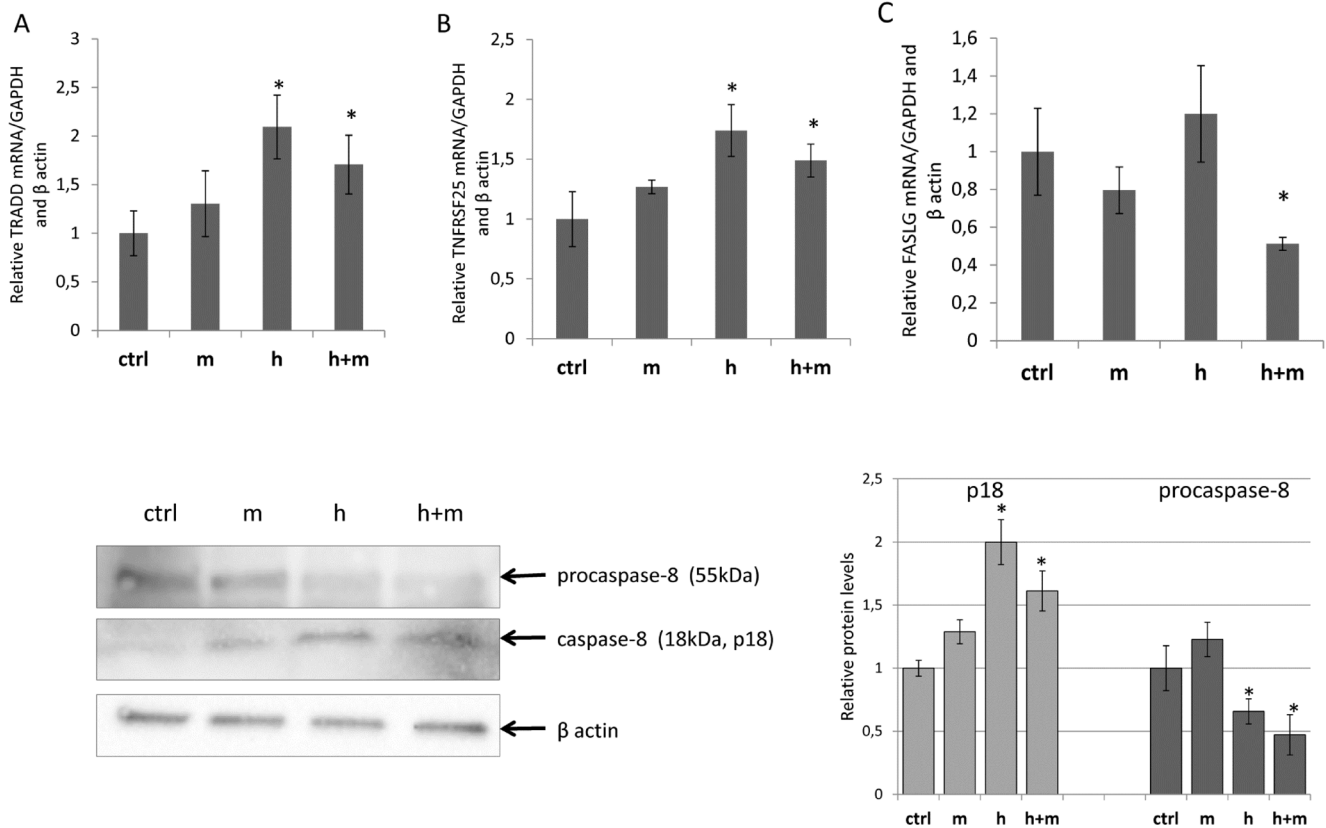 A
Relative TRADD mRNA/GAPDH
and β actin
3
2,5
2
1,5
1
0,5
0
*
*
ctrl m h h+m
B
Relative TNFRSF25 mRNA/GAPDH
and β actin
2,5
2
1,5
1
0,5
0
*
*
ctrl m h h+m
C
Relative FASLG mRNA/GAPDH and
β actin
1,6
1,4
1,2
1
0,8
0,6
0,4
0,2
0
*
ctrl m h h+m
ctrl m h h+m
procaspase-8 (55kDa)
caspase-8 (18kDa, p18)
β actin
Relative protein levels
2,5
2
1,5
1
0,5
0
p18 procaspase-8
*
*
*
*
ctrl m h h+m ctrl m h h+m